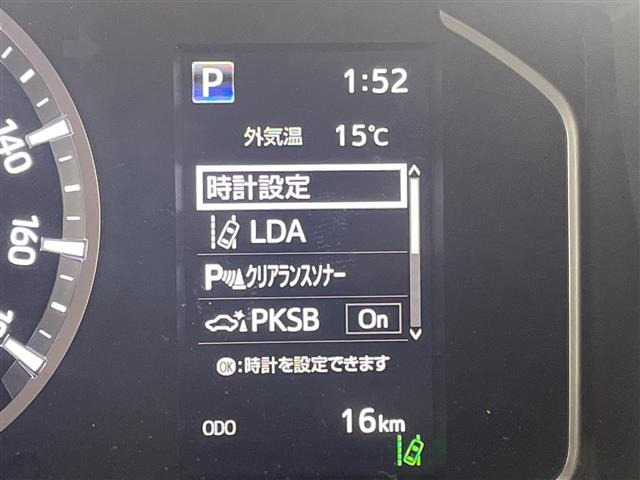 P 1:52
外気温 15℃
時計設定
LDA
P クリアランスソナー
PKSB On
OK:時計を設定できます
ODO 16km
140
160